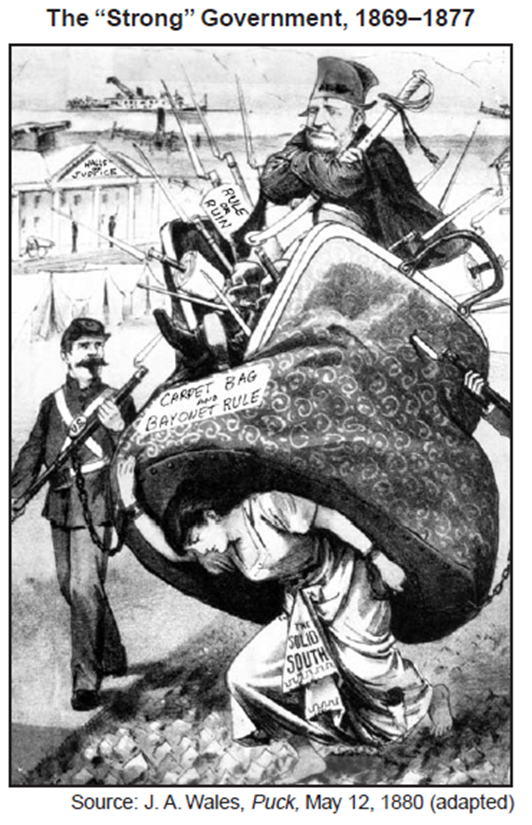 The “Strong” Government, 1869–1877
HALLS
OF
JUSTICE
RULE
OR
RUIN
CARPET BAG
AND
BAYONET RULE
U.S
THE
SOLID
SOUTH
Source: J. A. Wales, Puck, May 12, 1880 (adapted)